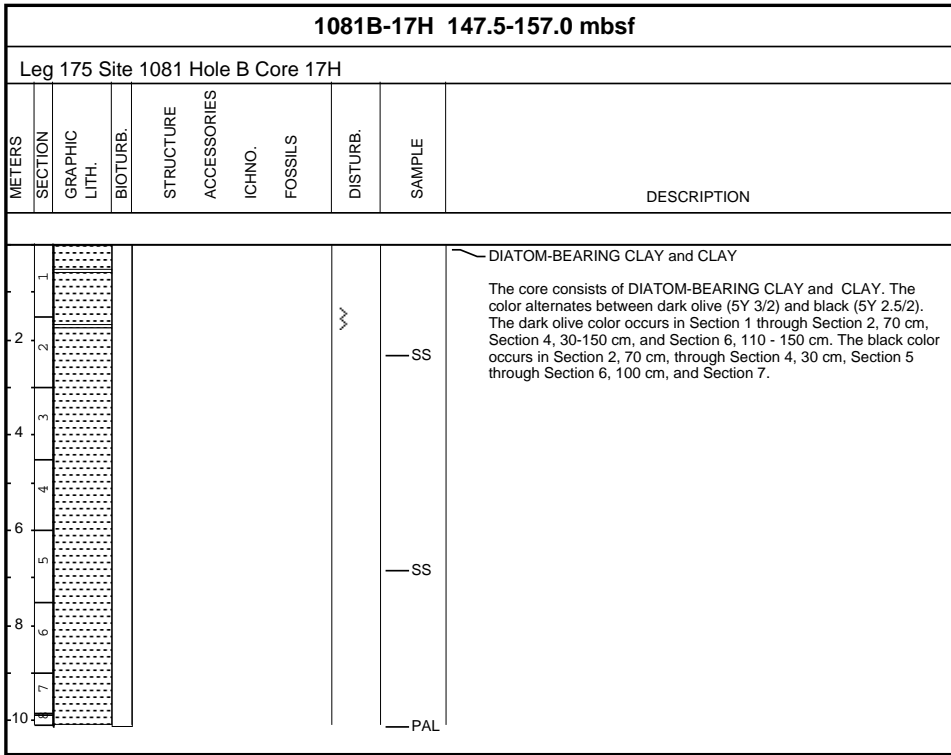 1081B-17H 147.5-157.0 mbsf
Leg 175 Site 1081 Hole B Core 17H
METERS
SECTION
GRAPHIC
LITH.
BIOTURB.
STRUCTURE
ACCESSORIES
ICHNO.
FOSSILS
DISTURB.
SAMPLE
DESCRIPTION
DIATOM-BEARING CLAY and CLAY
The core consists of DIATOM-BEARING CLAY and CLAY. The
color alternates between dark olive (5Y 3/2) and black (5Y 2.5/2).
The dark olive color occurs in Section 1 through Section 2, 70 cm,
Section 4, 30-150 cm, and Section 6, 110 - 150 cm. The black color
occurs in Section 2, 70 cm, through Section 4, 30 cm, Section 5
through Section 6, 100 cm, and Section 7.
1
2
2
SS
3
4
4
6
5
SS
8
6
7
8
10
PAL